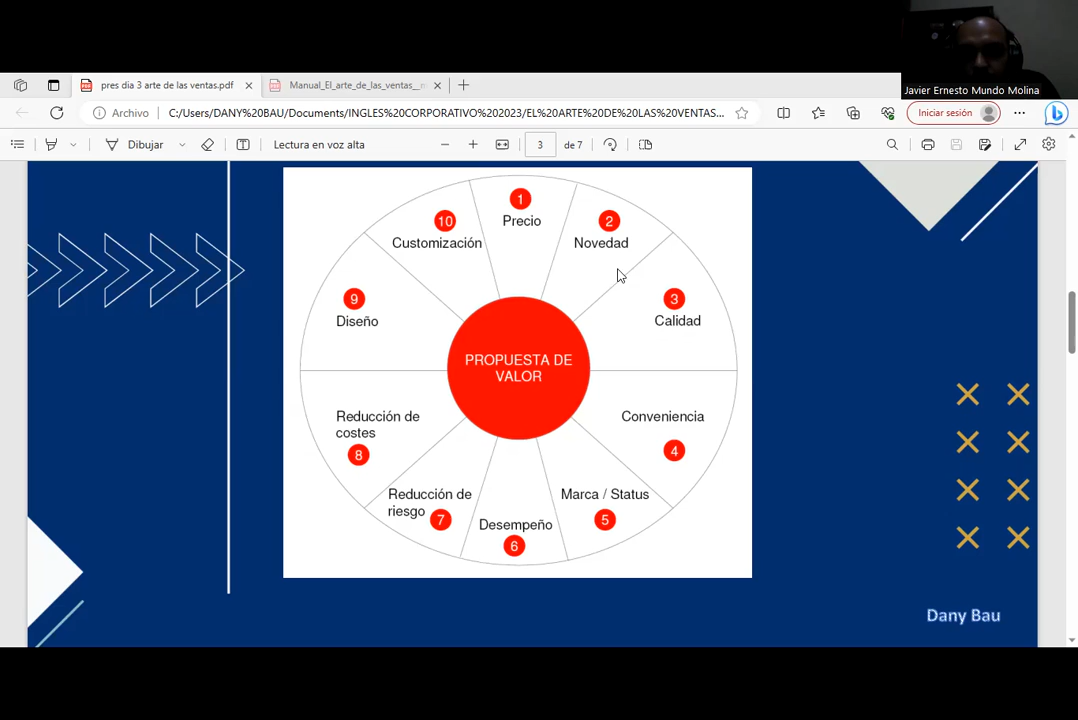 Javier Ernesto Mundo Molina
pres dia 3 arte de las ventas.pdf
Manual_El_arte_de_las_ventas_
Archivo
C:/Users/DANY%20BAU/Documents/INGLES%20CORPORATIVO%202023/EL%20ARTE%20DE%20LAS%20VENTAS...
Iniciar sesión
Dibujar
Lectura en voz alta
3
de 7
1
Precio
2
Novedad
3
Calidad
Conveniencia
4
Marca / Status
5
Desempeño
6
Reducción de
riesgo
7
Reducción de
costes
8
9
Diseño
10
Customización
PROPUESTA DE
VALOR
Dany Bau